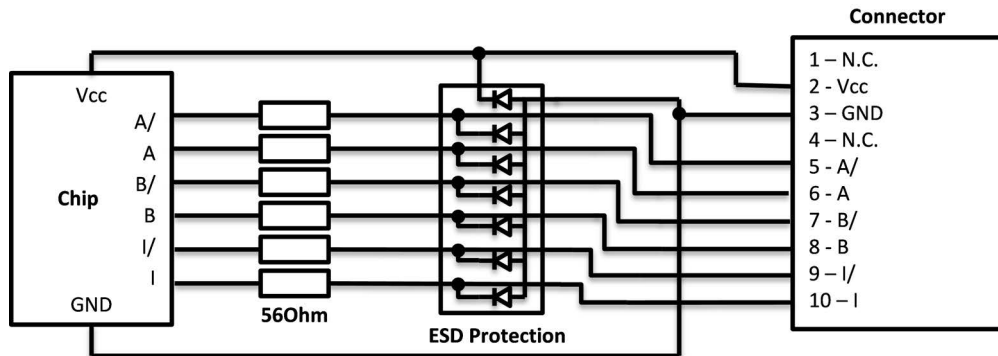 Connector
1 – N.C.
2 - Vcc
3 – GND
4 – N.C.
5 - A/
6 - A
7 - B/
8 - B
9 – I/
10 – I
Vcc
A/
A
B/
Chip
B
I/
I
GND
56Ohm
ESD Protection